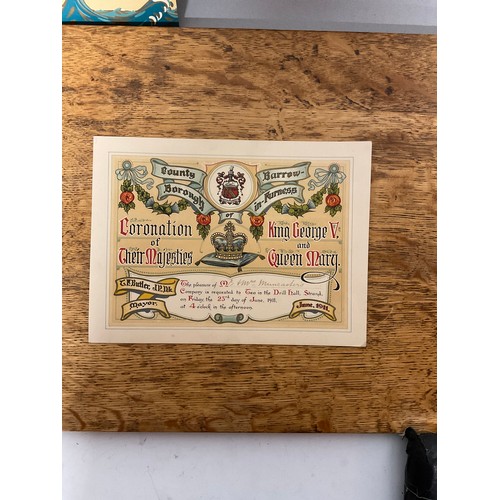 County Borough of Barrow-in-Furness
Coronation of Their Majesties
King George V. and Queen Mary.
T.F. Butler, J.P.
Mayor.
The pleasure of M
Company is requested to Tea in the Drill Hall, Strand,
on Friday the 23rd day of June, 1911,
at 4 o'clock in the afternoon.
June, 1911.